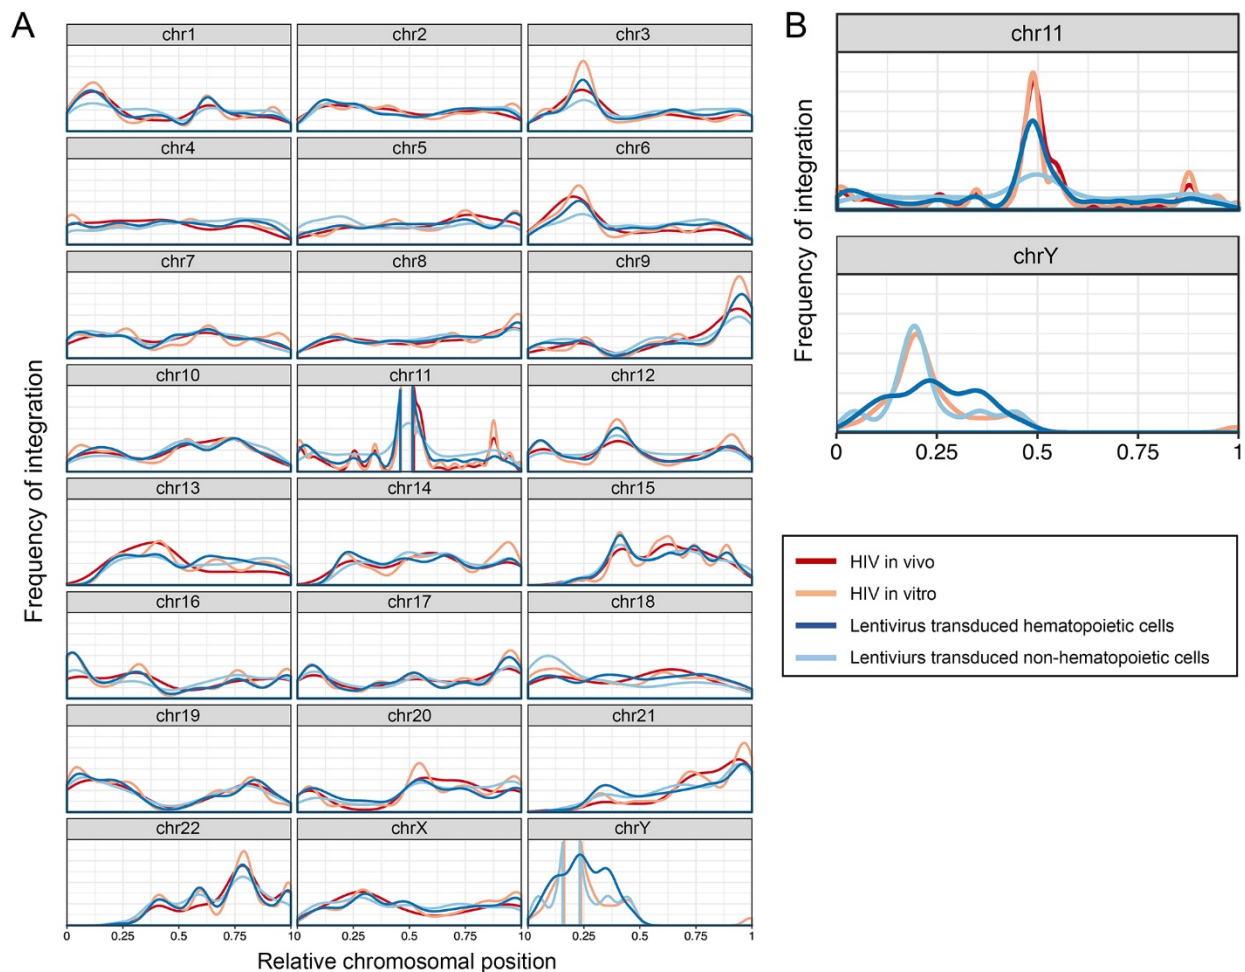 A
chr1
chr2
chr3
chr4
chr5
chr6
chr7
chr8
chr9
chr10
chr11
chr12
chr13
chr14
chr15
chr16
chr17
chr18
chr19
chr20
chr21
chr22
chrX
chrY
Frequency of integration
0 0.25 0.5 0.75 10 0.25 0.5 0.75 10 0.25 0.5 0.75 1
Relative chromosomal position
B
chr11
chrY
Frequency of integration
0 0.25 0.5 0.75 1
HIV in vivo
HIV in vitro
Lentivirus transduced hematopoietic cells
Lentiviurs transduced non-hematopoietic cells